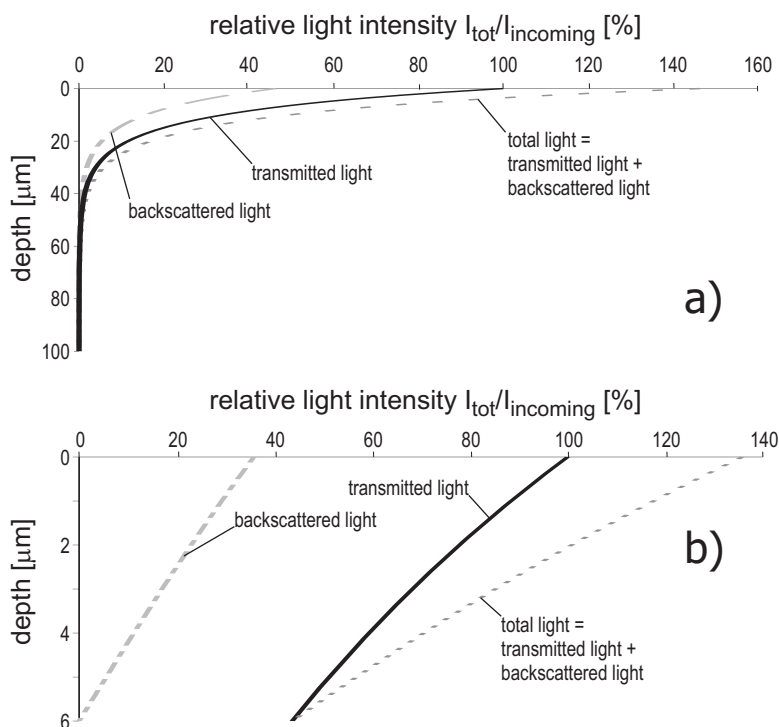 relative light intensity I_tot/I_incoming [%]
0 20 40 60 80 100 120 140 160
0
20
40
60
80
100
depth [μm]
total light =
transmitted light +
backscattered light
transmitted light
backscattered light
a)
relative light intensity I_tot/I_incoming [%]
0 20 40 60 80 100 120 140
0
2
4
6
depth [μm]
transmitted light
backscattered light
b)
total light =
transmitted light +
backscattered light